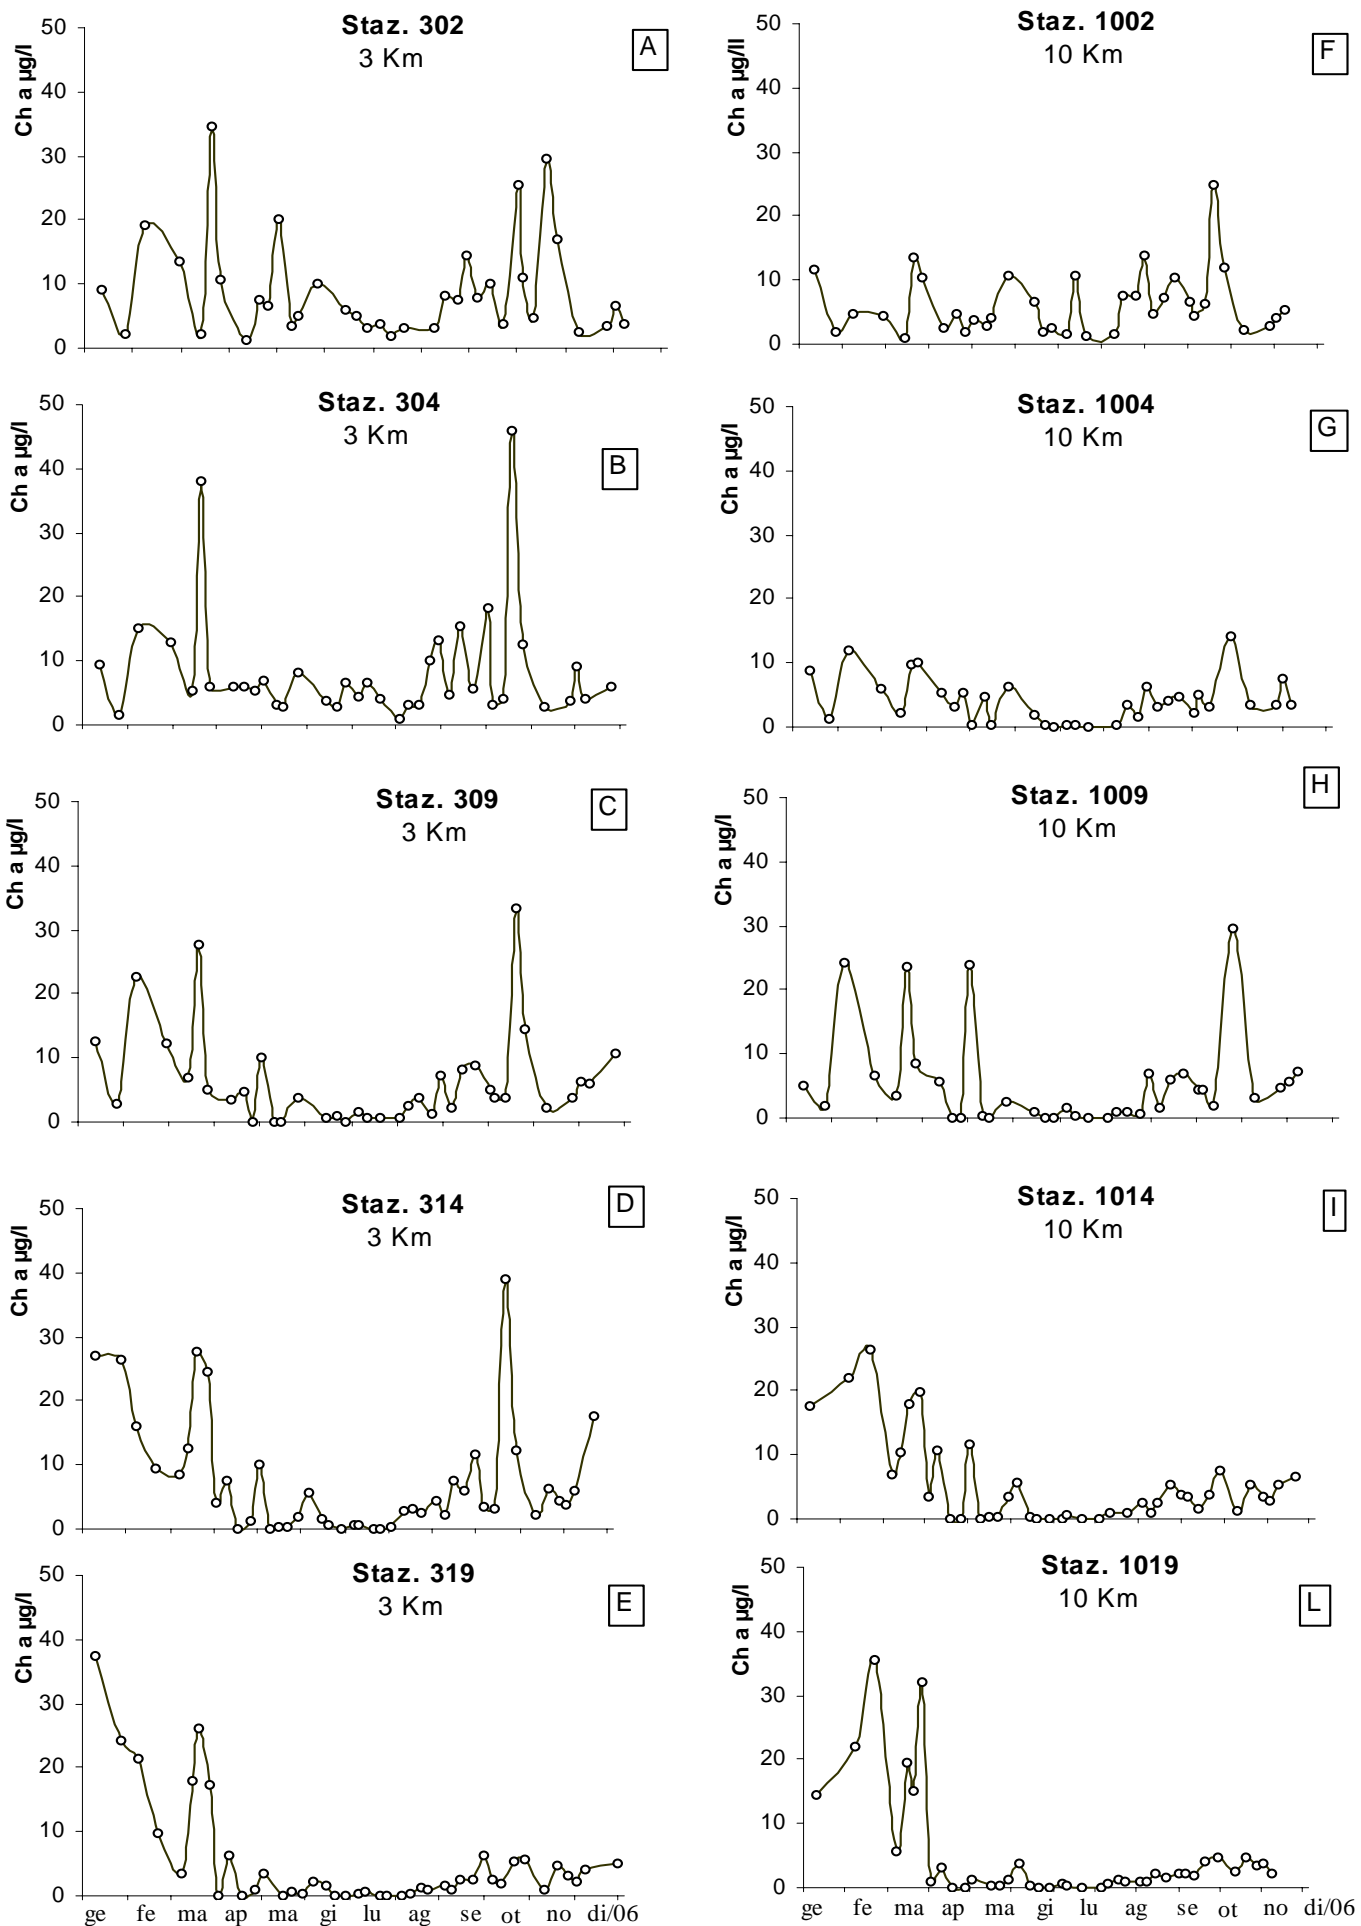 Staz. 302
3 Km
A
Ch a µg/l
50
40
30
20
10
0
Staz. 1002
10 Km
F
Ch a µg/ll
50
40
30
20
10
0
Staz. 304
3 Km
B
Ch a µg/l
50
40
30
20
10
0
Staz. 1004
10 Km
G
Ch a µg/l
50
40
30
20
10
0
Staz. 309
3 Km
C
Ch a µg/l
50
40
30
20
10
0
Staz. 1009
10 Km
H
Ch a µg/l
50
40
30
20
10
0
Staz. 314
3 Km
D
Ch a µg/l
50
40
30
20
10
0
Staz. 1014
10 Km
I
Ch a µg/l
50
40
30
20
10
0
Staz. 319
3 Km
E
Ch a µg/l
50
40
30
20
10
0
ge fe ma ap ma gi lu ag se ot no di/06
Staz. 1019
10 Km
L
Ch a µg/l
50
40
30
20
10
0
ge fe ma ap ma gi lu ag se ot no di/06